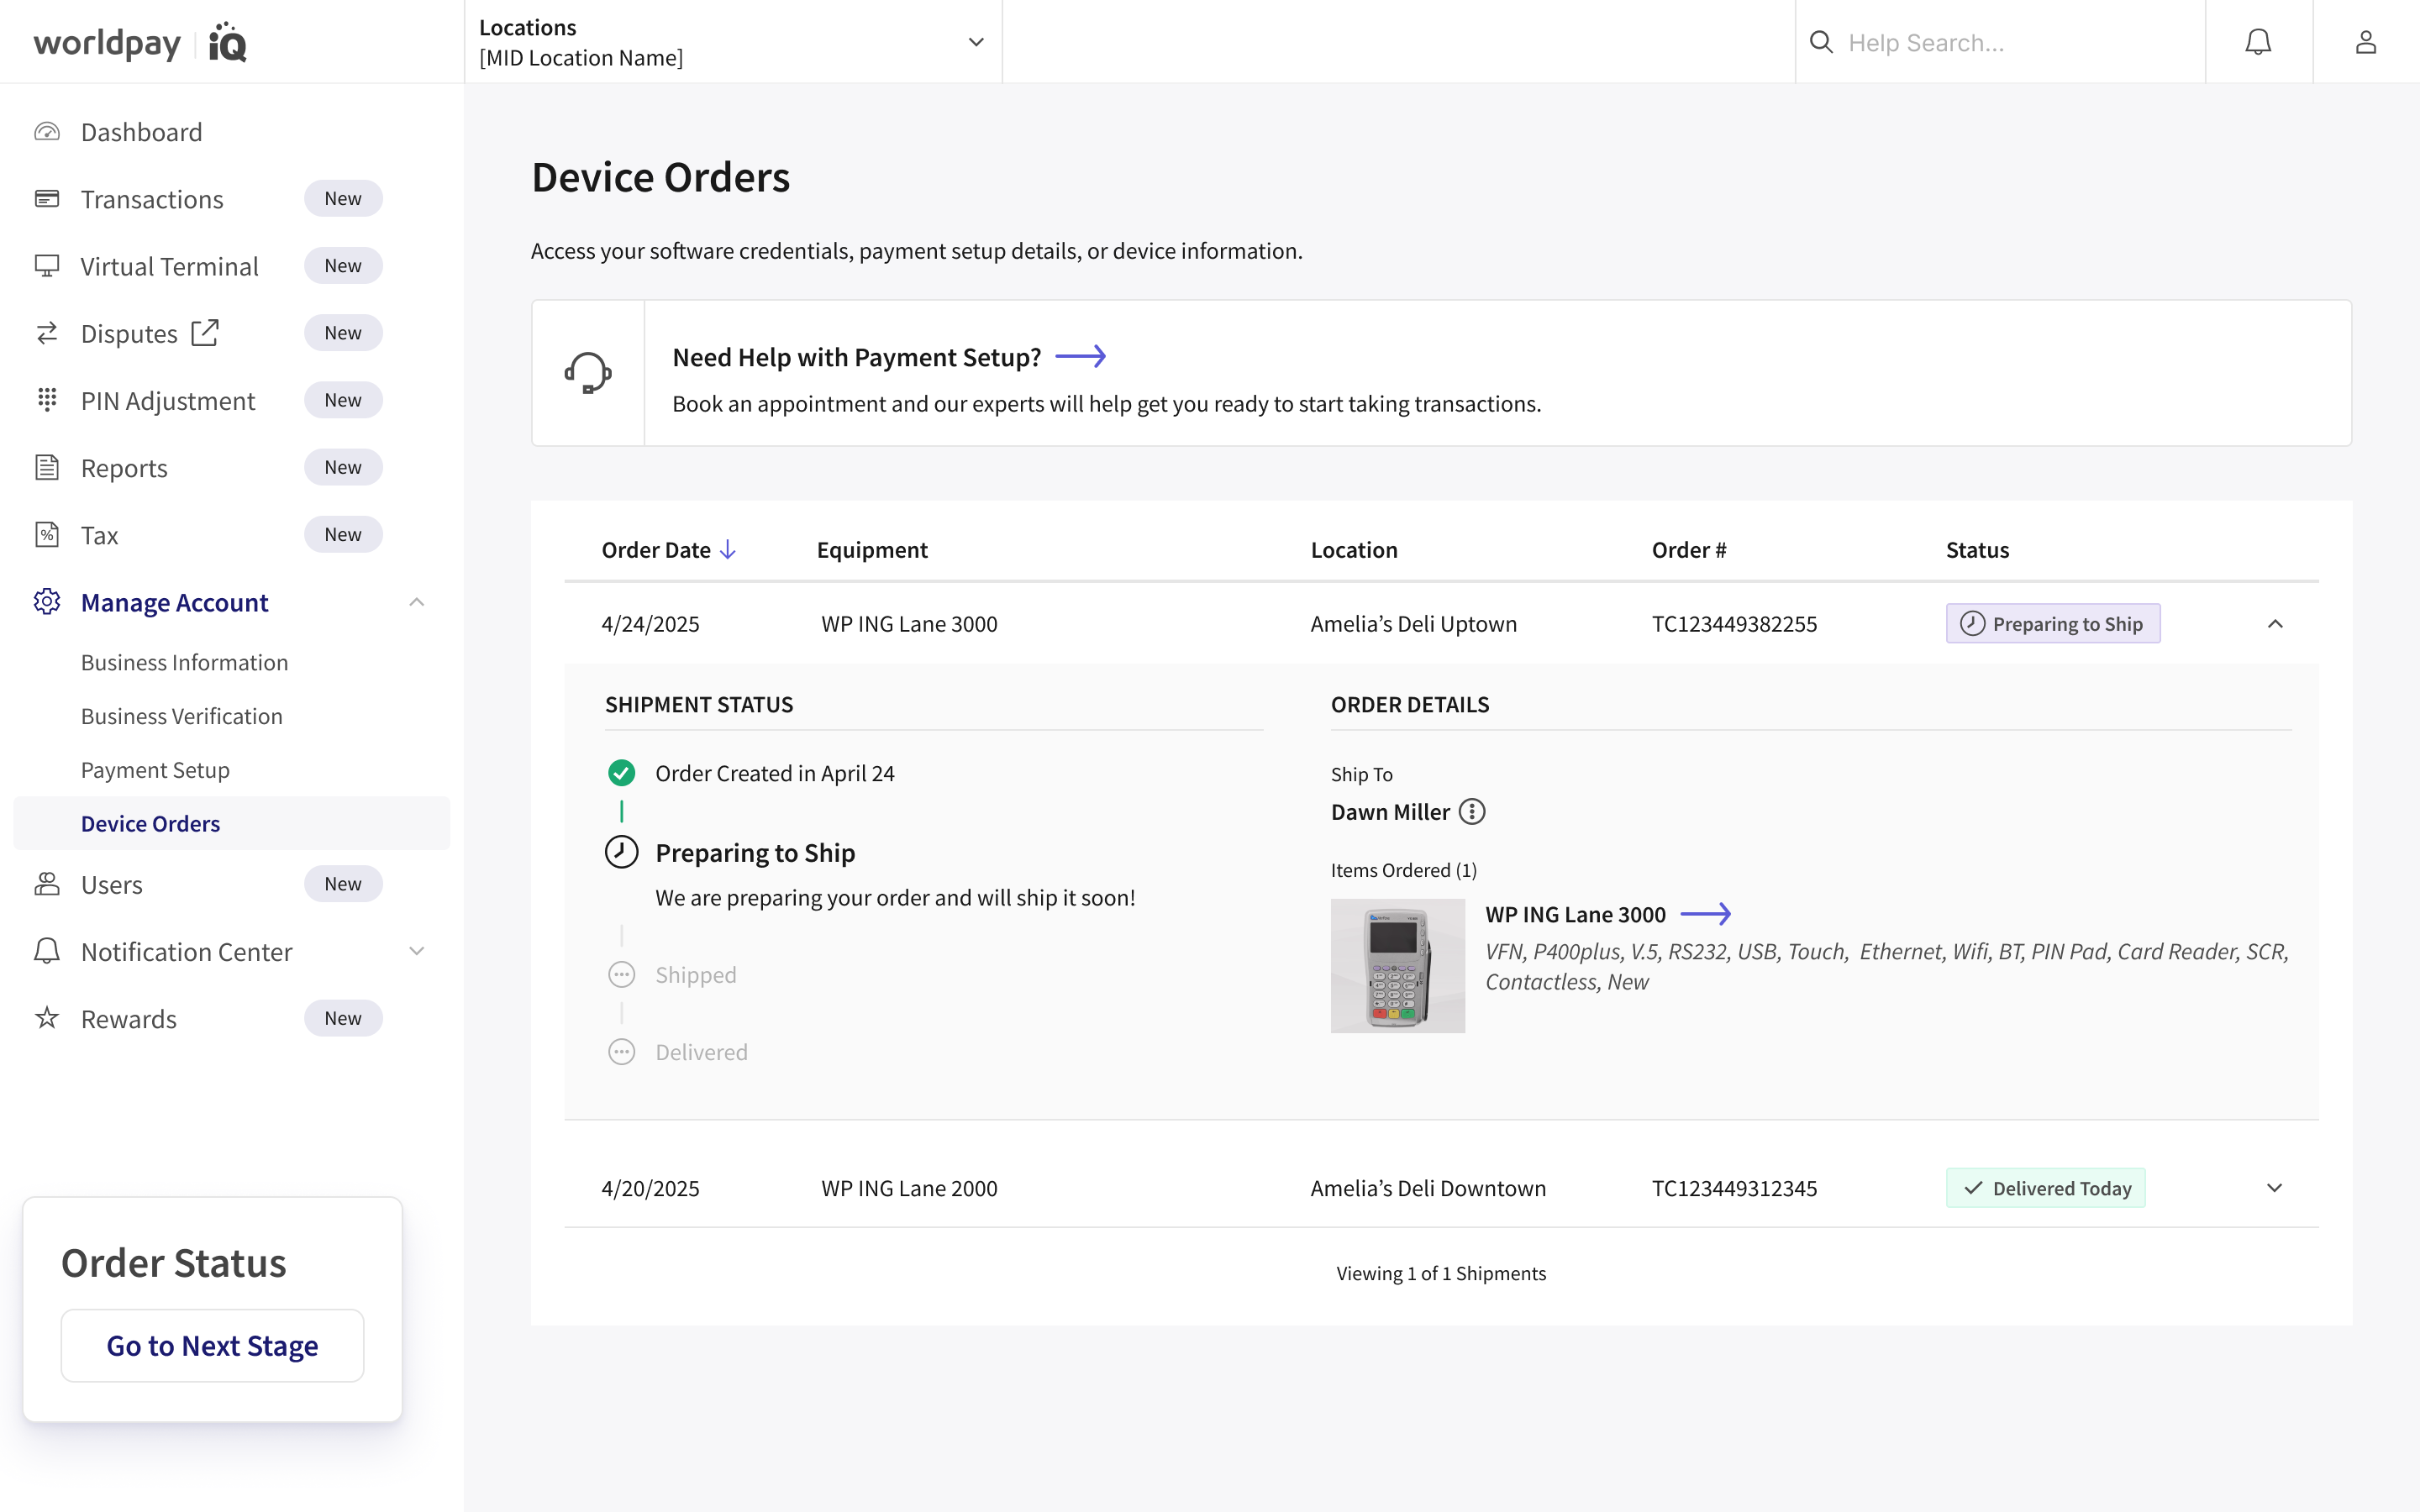 worldpay iQ
Locations
[MID Location Name]
Help Search...
Dashboard
Transactions New
Virtual Terminal New
Disputes New
PIN Adjustment New
Reports New
Tax New
Manage Account
Business Information
Business Verification
Payment Setup
Device Orders
Users New
Notification Center
Rewards New
Order Status
Go to Next Stage
Device Orders
Access your software credentials, payment setup details, or device information.
Need Help with Payment Setup?
Book an appointment and our experts will help get you ready to start taking transactions.
Order Date Equipment Location Order # Status
4/24/2025 WP ING Lane 3000 Amelia’s Deli Uptown TC123449382255 Preparing to Ship
SHIPMENT STATUS
Order Created in April 24
Preparing to Ship
We are preparing your order and will ship it soon!
Shipped
Delivered
ORDER DETAILS
Ship To
Dawn Miller
Items Ordered (1)
WP ING Lane 3000
VFN, P400plus, V.5, RS232, USB, Touch,  Ethernet, Wifi, BT, PIN Pad, Card Reader, SCR,
Contactless, New
4/20/2025 WP ING Lane 2000 Amelia’s Deli Downtown TC123449312345 Delivered Today
Viewing 1 of 1 Shipments